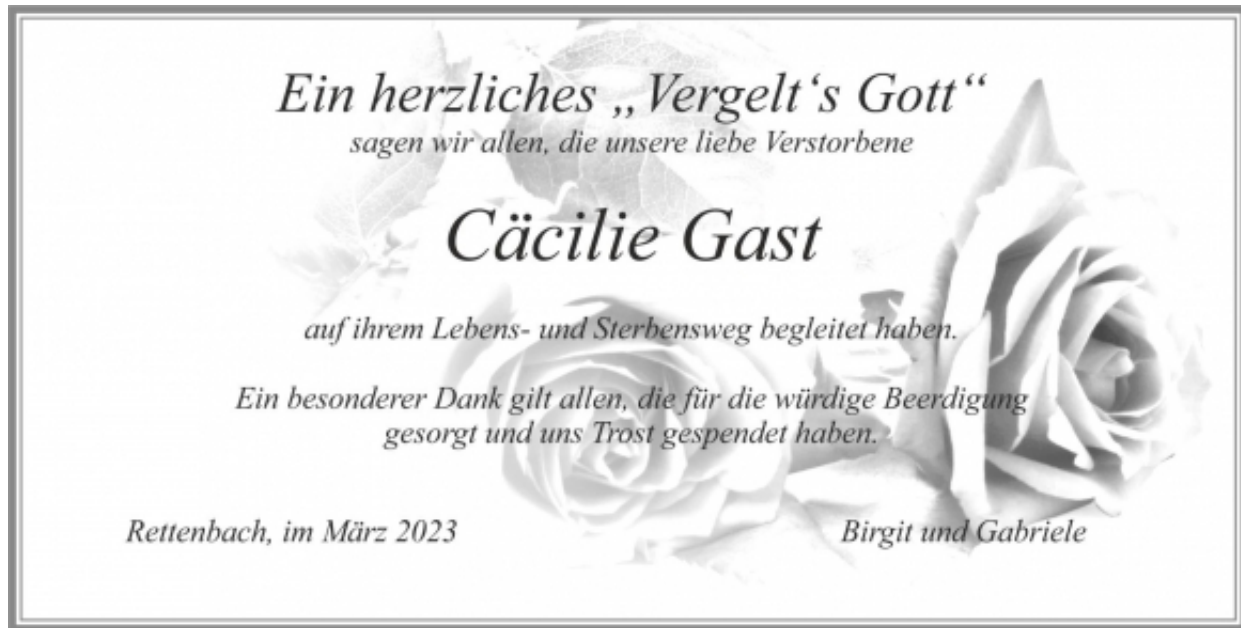 Ein herzliches „Vergelt‘s Gott“
sagen wir allen, die unsere liebe Verstorbene
Cäcilie Gast
auf ihrem Lebens- und Sterbensweg begleitet haben.
Ein besonderer Dank gilt allen, die für die würdige Beerdigung
gesorgt und uns Trost gespendet haben.
Rettenbach, im März 2023 Birgit und Gabriele